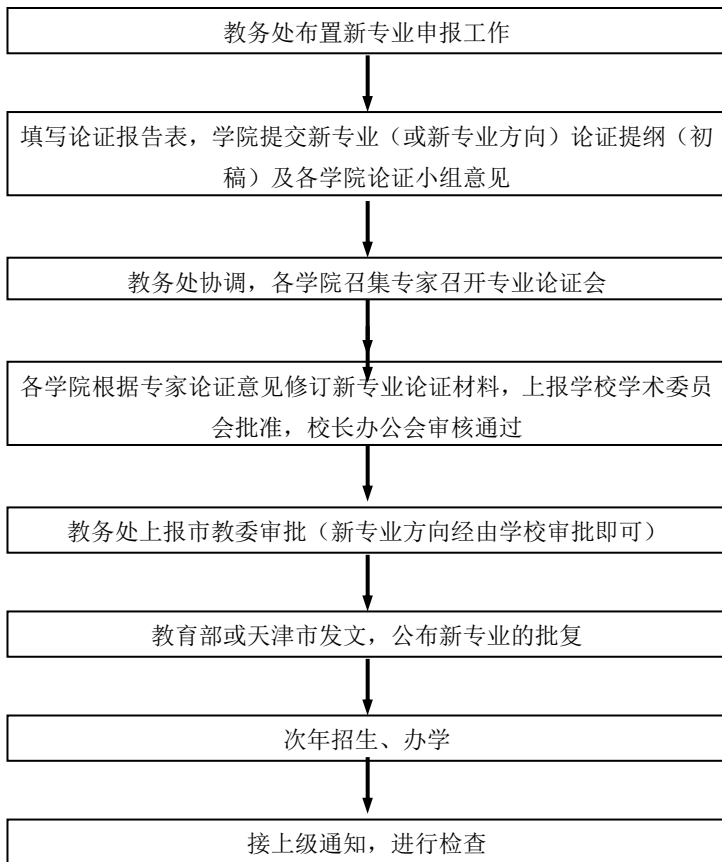 教务处布置新专业申报工作
填写论证报告表，学院提交新专业（或新专业方向）论证提纲（初
稿）及各学院论证小组意见
教务处协调，各学院召集专家召开专业论证会
各学院根据专家论证意见修订新专业论证材料，上报学校学术委员
会批准，校长办公会审核通过
教务处上报市教委审批（新专业方向经由学校审批即可）
教育部或天津市发文，公布新专业的批复
次年招生、办学
接上级通知，进行检查